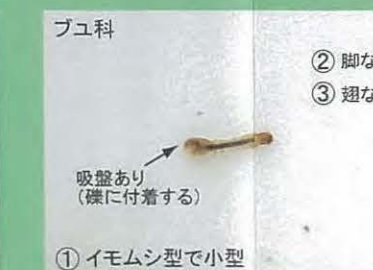 ブユ科
② 脚な
③ 翅な
吸盤あり
(礫に付着する)
① イモムシ型で小型